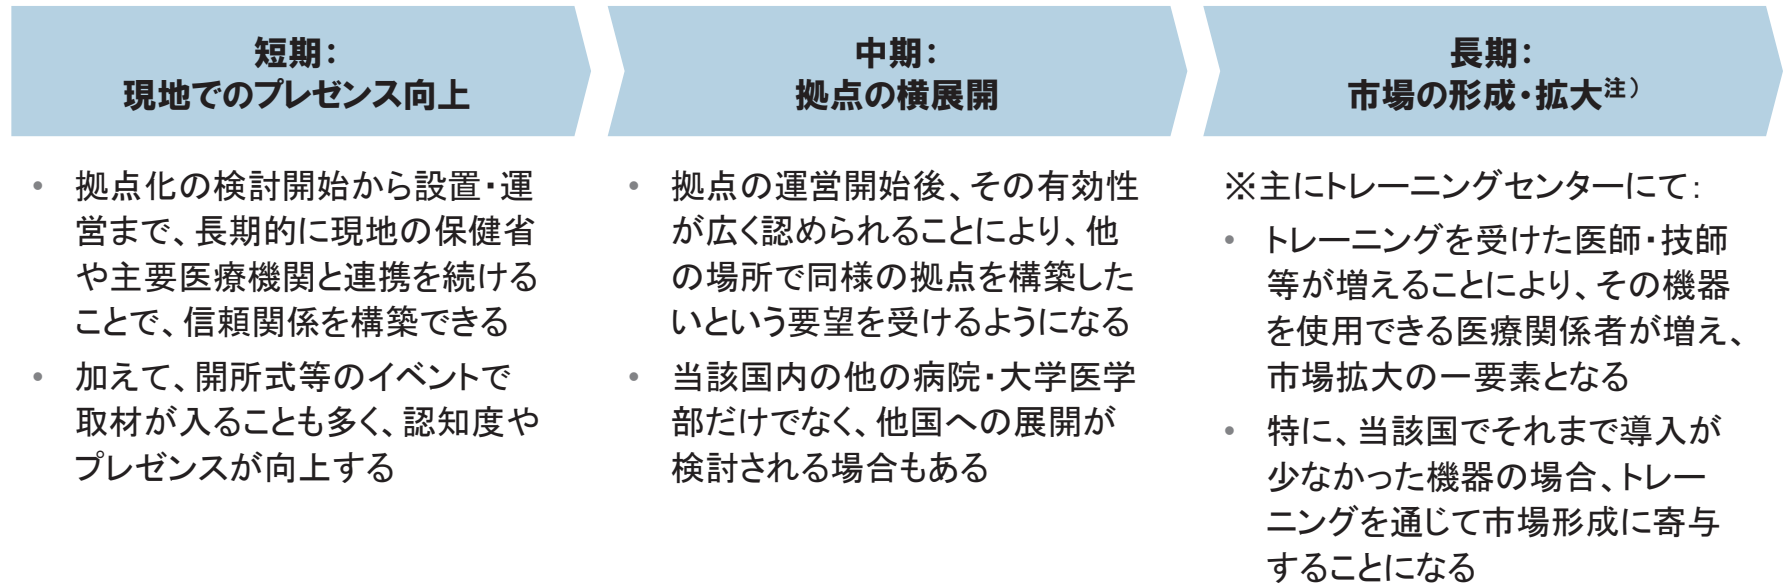 短期：
現地でのプレゼンス向上
• 拠点化の検討開始から設置・運
営まで、長期的に現地の保健省
や主要医療機関と連携を続ける
ことで、信頼関係を構築できる
• 加えて、開所式等のイベントで
取材が入ることも多く、認知度や
プレゼンスが向上する
中期：
拠点の横展開
• 拠点の運営開始後、その有効性
が広く認められることにより、他
の場所で同様の拠点を構築した
いという要望を受けるようになる
• 当該国内の他の病院・大学医学
部だけでなく、他国への展開が
検討される場合もある
長期：
市場の形成・拡大注）
※主にトレーニングセンターにて：
• トレーニングを受けた医師・技師
等が増えることにより、その機器
を使用できる医療関係者が増え、
市場拡大の一要素となる
• 特に、当該国でそれまで導入が
少なかった機器の場合、トレー
ニングを通じて市場形成に寄与
することになる